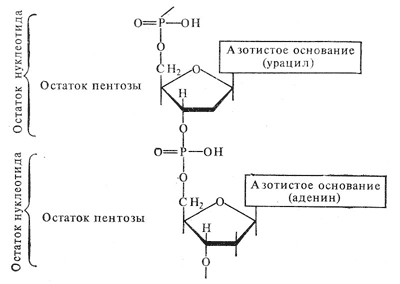 O=P—OH
O
CH₂
O
Азотистое основание
(урацил)
Остаток нуклеотида
Остаток пентозы
H
O
O=P—OH
O
CH₂
O
Азотистое основание
(аденин)
Остаток нуклеотида
Остаток пентозы
H
O